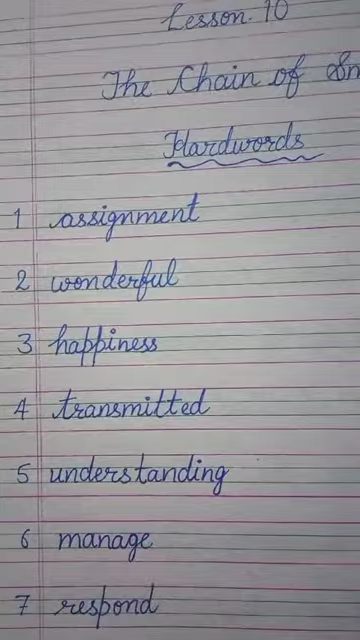 Lesson. 10
The Chain of
Hardwords
1 assignment
2 wonderful
3 happiness
4 transmitted
5 understanding
6 manage
7 respond